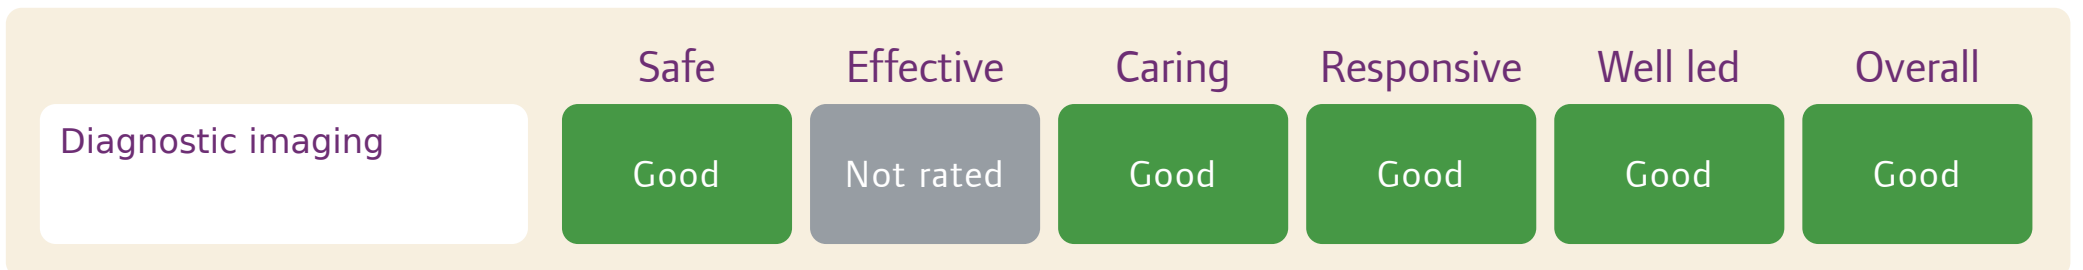 Safe Effective Caring Responsive Well led Overall
Diagnostic imaging
Good Not rated Good Good Good Good